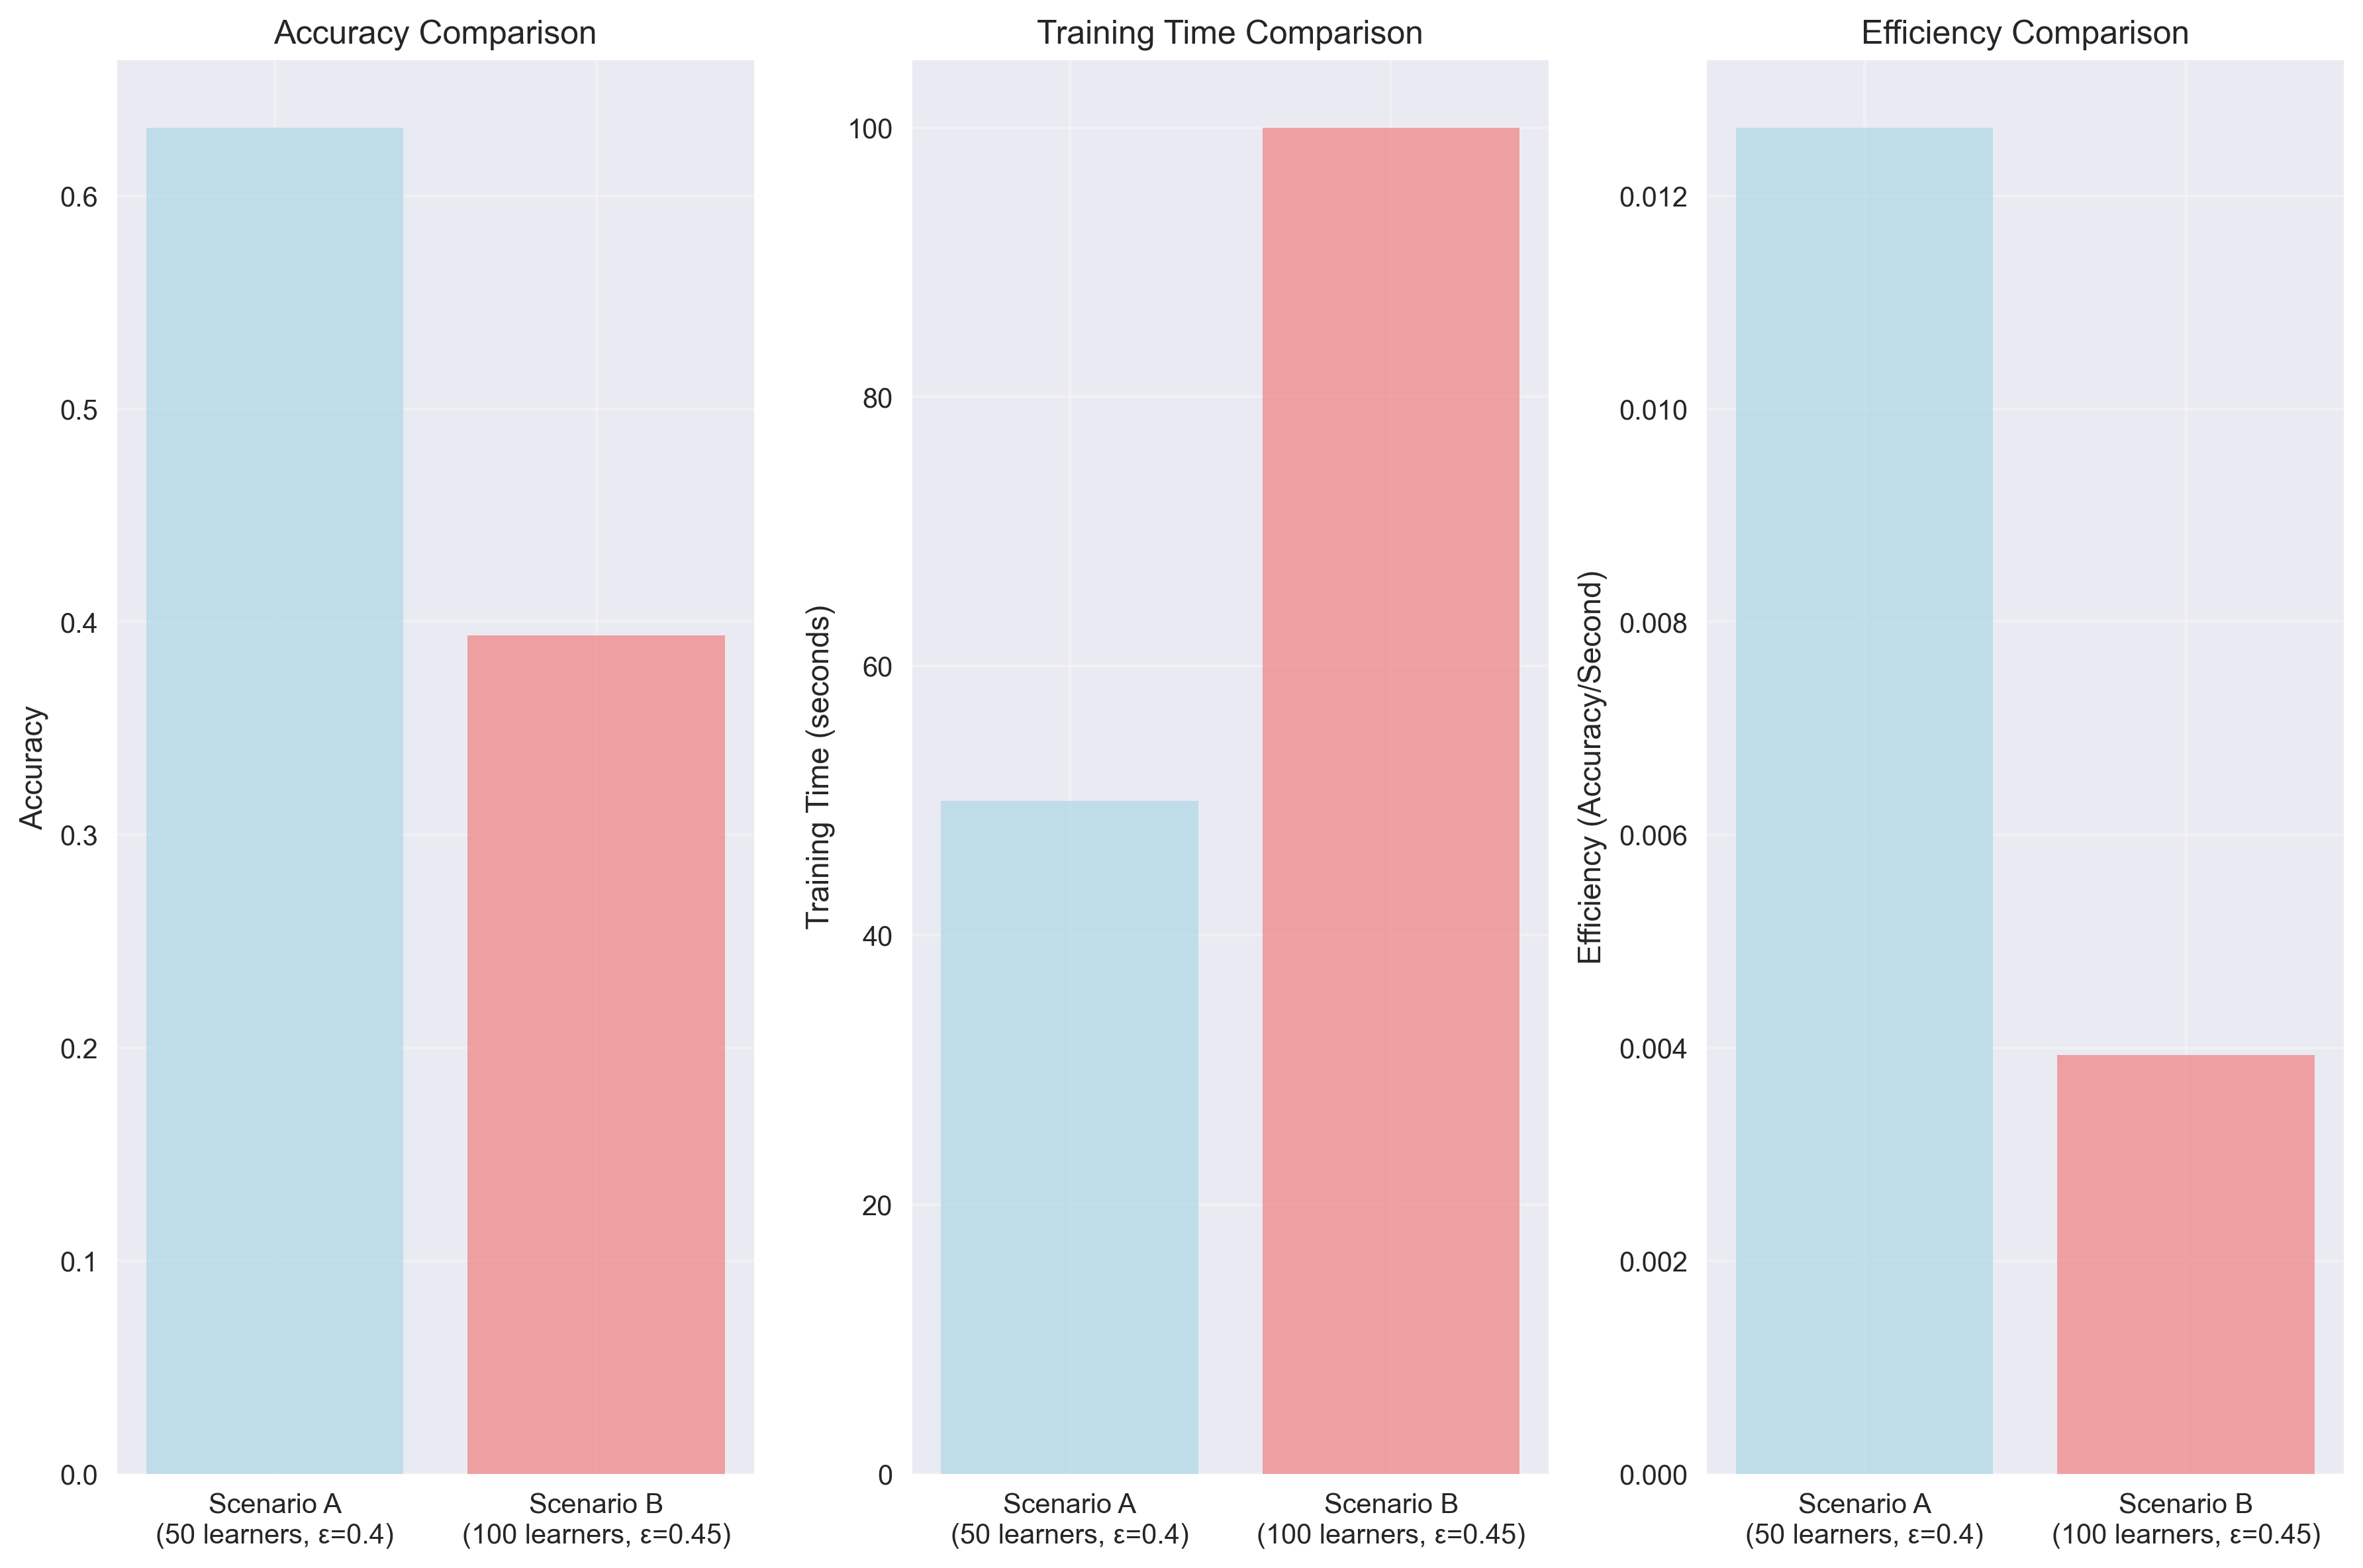 Accuracy Comparison
Accuracy
0.6
0.5
0.4
0.3
0.2
0.1
0.0
Scenario A
(50 learners, ε=0.4)
Scenario B
(100 learners, ε=0.45)
Training Time Comparison
Training Time (seconds)
100
80
60
40
20
0
Scenario A
(50 learners, ε=0.4)
Scenario B
(100 learners, ε=0.45)
Efficiency Comparison
Efficiency (Accuracy/Second)
0.012
0.010
0.008
0.006
0.004
0.002
0.000
Scenario A
(50 learners, ε=0.4)
Scenario B
(100 learners, ε=0.45)